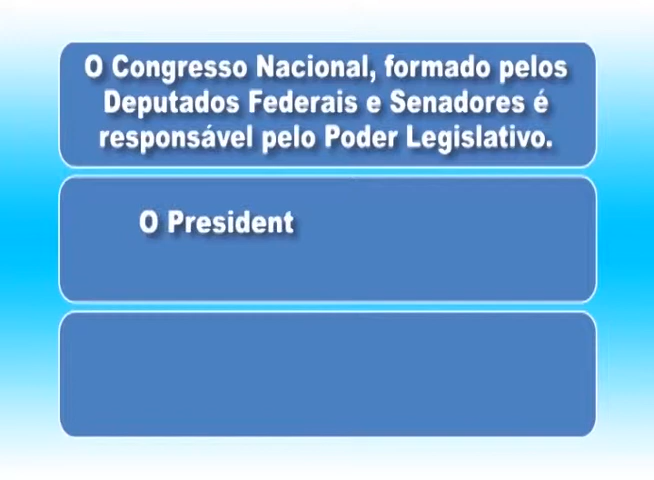 O Congresso Nacional, formado pelos
Deputados Federais e Senadores é
responsável pelo Poder Legislativo.
O President